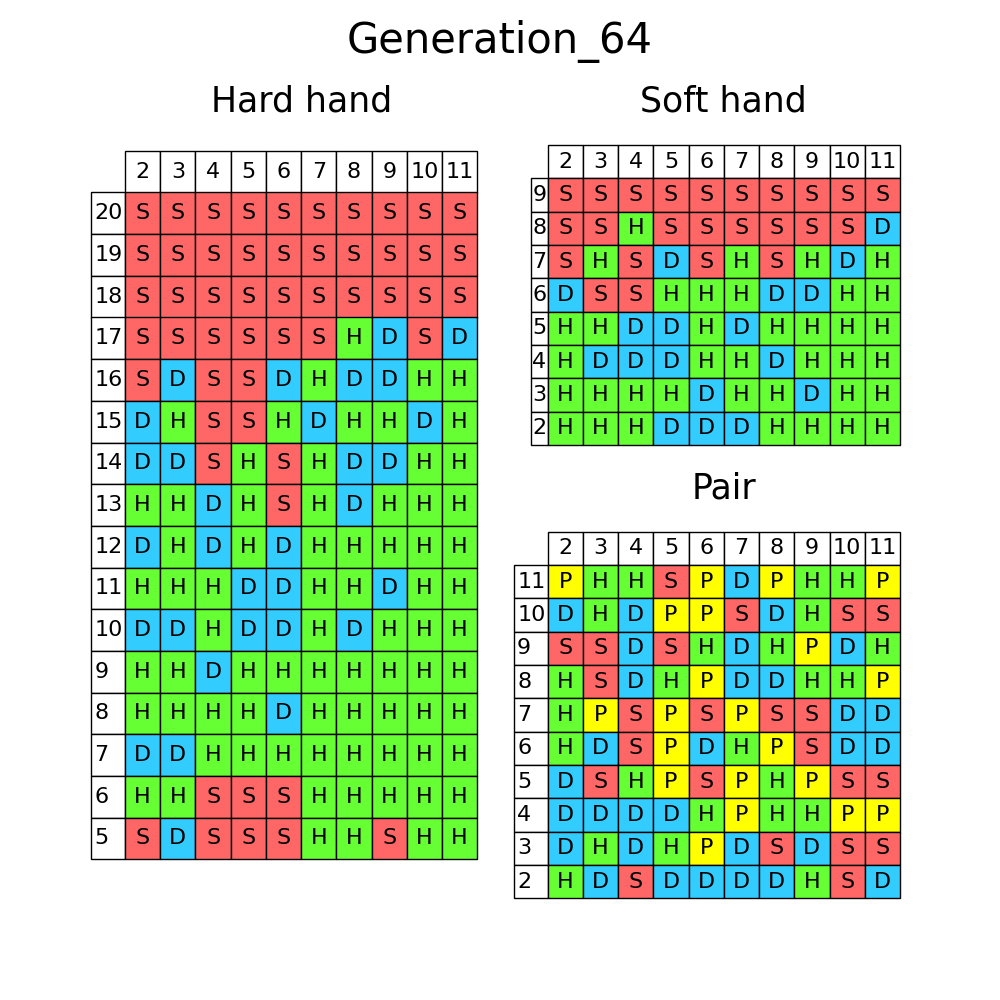 Generation_64
Hard hand
2 3 4 5 6 7 8 9 10 11
20 S S S S S S S S S S
19 S S S S S S S S S S
18 S S S S S S S S S S
17 S S S S S S H D S D
16 S D S S D H D D H H
15 D H S S H D H H D H
14 D D S H S H D D H H
13 H H D H S H D H H H
12 D H D H D H H H H H
11 H H H D D H H D H H
10 D D H D D H D H H H
9 H H D H H H H H H H
8 H H H H D H H H H H
7 D D H H H H H H H H
6 H H S S S H H H H H
5 S D S S S H H S H H
Soft hand
2 3 4 5 6 7 8 9 10 11
9 S S S S S S S S S S
8 S S H S S S S S S D
7 S H S D S H S H D H
6 D S S H H H D D H H
5 H H D D H D H H H H
4 H D D D H H D H H H
3 H H H H D H H D H H
2 H H H D D D H H H H
Pair
2 3 4 5 6 7 8 9 10 11
11 P H H S P D P H H P
10 D H D P P S D H S S
9 S S D S H D H P D H
8 H S D H P D D H H P
7 H P S P S P S S D D
6 H D S P D H P S D D
5 D S H P S P H P S S
4 D D D D H P H H P P
3 D H D H P D S D S S
2 H D S D D D D H S D